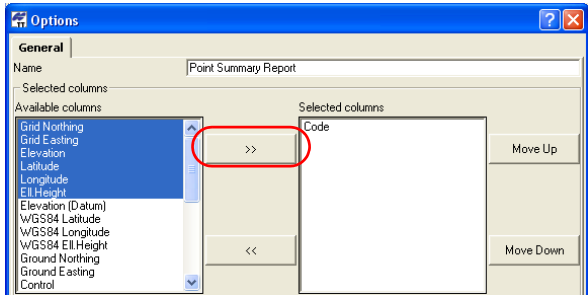 Options
General
Name Point Summary Report
Selected columns
Available columns Selected columns
Grid Northing
Grid Easting
Elevation
Latitude
Longitude
Ell.Height
Elevation (Datum)
WGS84 Latitude
WGS84 Longitude
WGS84 Ell.Height
Ground Northing
Ground Easting
Control
>>
<<
Code
Move Up
Move Down